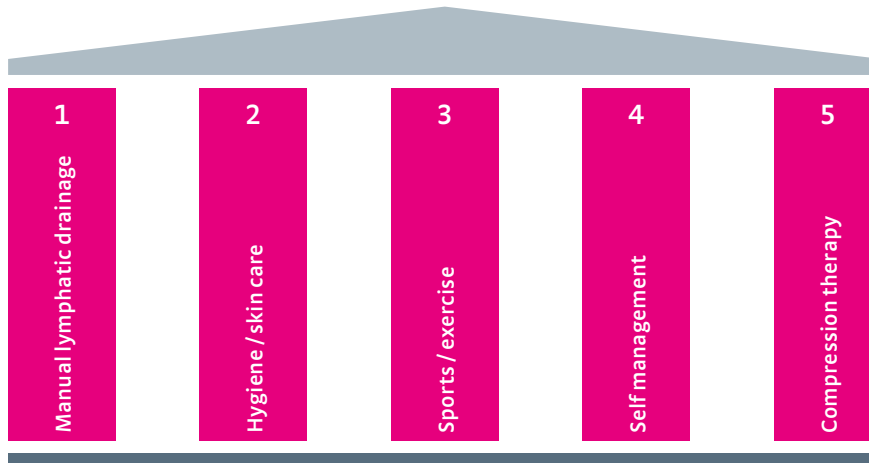 1
Manual lymphatic drainage
2
Hygiene / skin care
3
Sports / exercise
4
Self management
5
Compression therapy